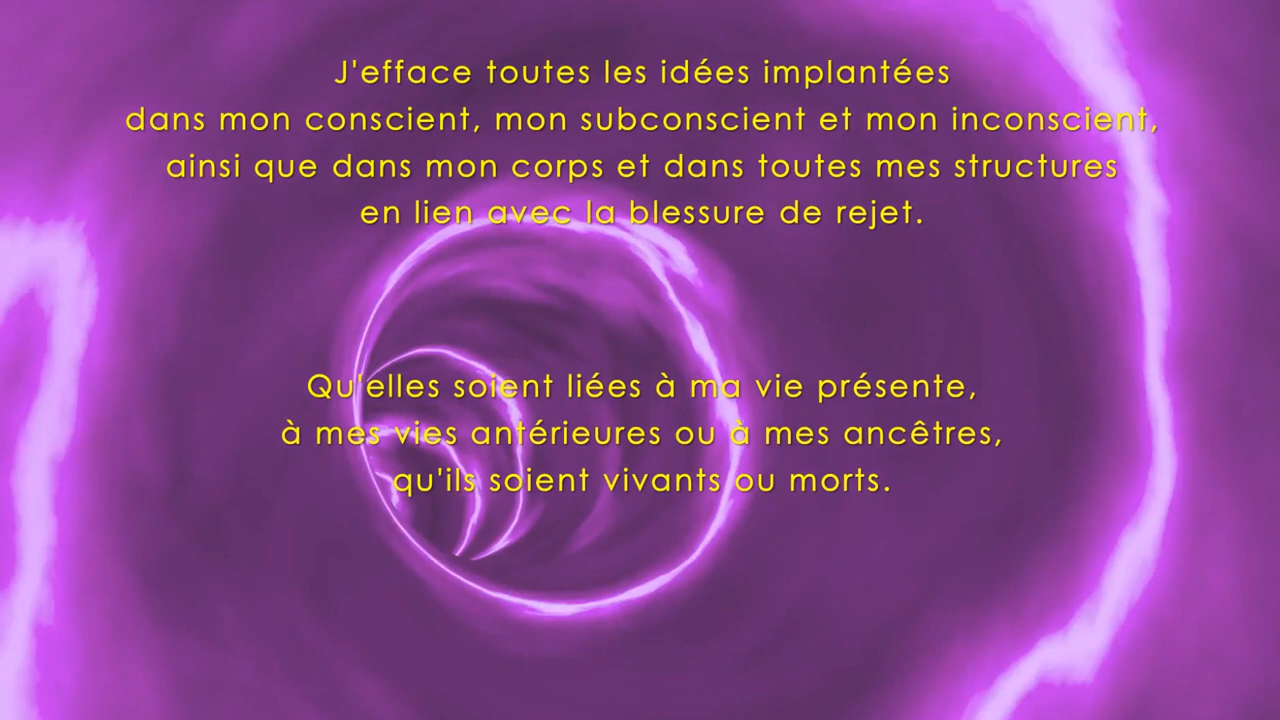 J'efface toutes les idées implantées
dans mon conscient, mon subconscient et mon inconscient,
ainsi que dans mon corps et dans toutes mes structures
en lien avec la blessure de rejet.
Qu'elles soient liées à ma vie présente,
à mes vies antérieures ou à mes ancêtres,
qu'ils soient vivants ou morts.